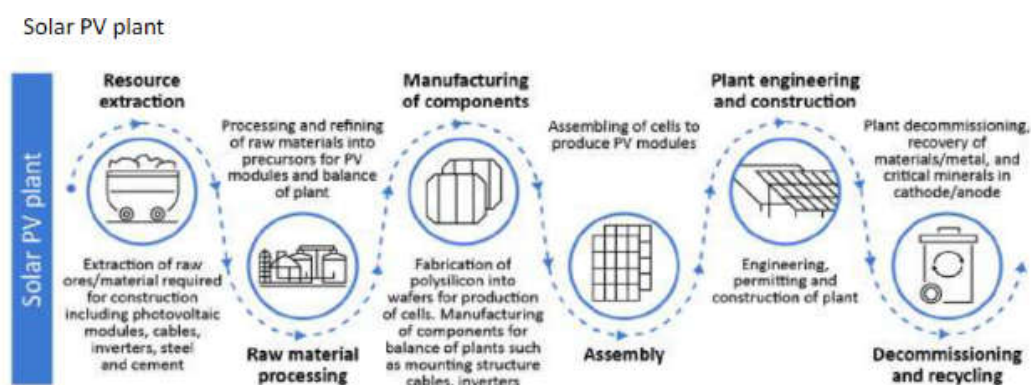 Solar PV plant
Solar PV plant
Resource
extraction
Extraction of raw
ores/material required
for construction
including photovoltaic
modules, cables,
inverters, steel
and cement
Processing and refining
of raw materials into
precursors for PV
modules and balance
of plant
Raw material
processing
Manufacturing
of components
Fabrication of
polysilicon into
wafers for production
of cells. Manufacturing
of components for
balance of plants such
as mounting structure
cables, inverters
Assembling of cells to
produce PV modules
Assembly
Plant engineering
and construction
Engineering,
permitting and
construction of plant
Plant decommissioning,
recovery of
materials/metal, and
critical minerals in
cathode/anode
Decommissioning
and recycling